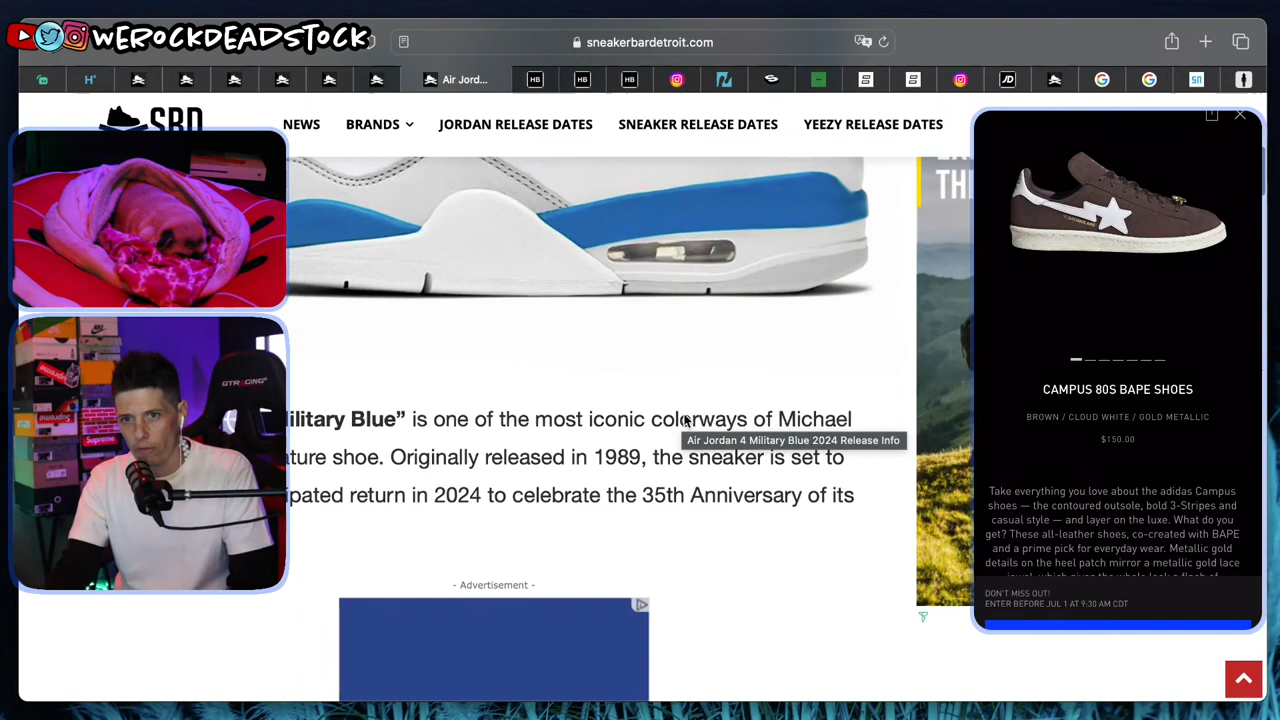 WEROCKDEADSTOCK
sneakerbardetroit.com
Air Jord...
HB
HB
HB
JD
SN
SBD
NEWS
BRANDS
JORDAN RELEASE DATES
SNEAKER RELEASE DATES
YEEZY RELEASE DATES
TH
GTRACING
Supreme
Supreme
ilitary Blue” is one of the most iconic colorways of Michael
Air Jordan 4 Military Blue 2024 Release Info
ture shoe. Originally released in 1989, the sneaker is set to
ipated return in 2024 to celebrate the 35th Anniversary of its
- Advertisement -
CAMPUS 80S BAPE SHOES
BROWN / CLOUD WHITE / GOLD METALLIC
$150.00
Take everything you love about the adidas Campus
shoes — the contoured outsole, bold 3-Stripes and
casual style — and layer on the luxe. What do you
get? These all-leather shoes, co-created with BAPE
and a prime pick for everyday wear. Metallic gold
details on the heel patch mirror a metallic gold lace
DON'T MISS OUT!
ENTER BEFORE JUL 1 AT 9:30 AM CDT